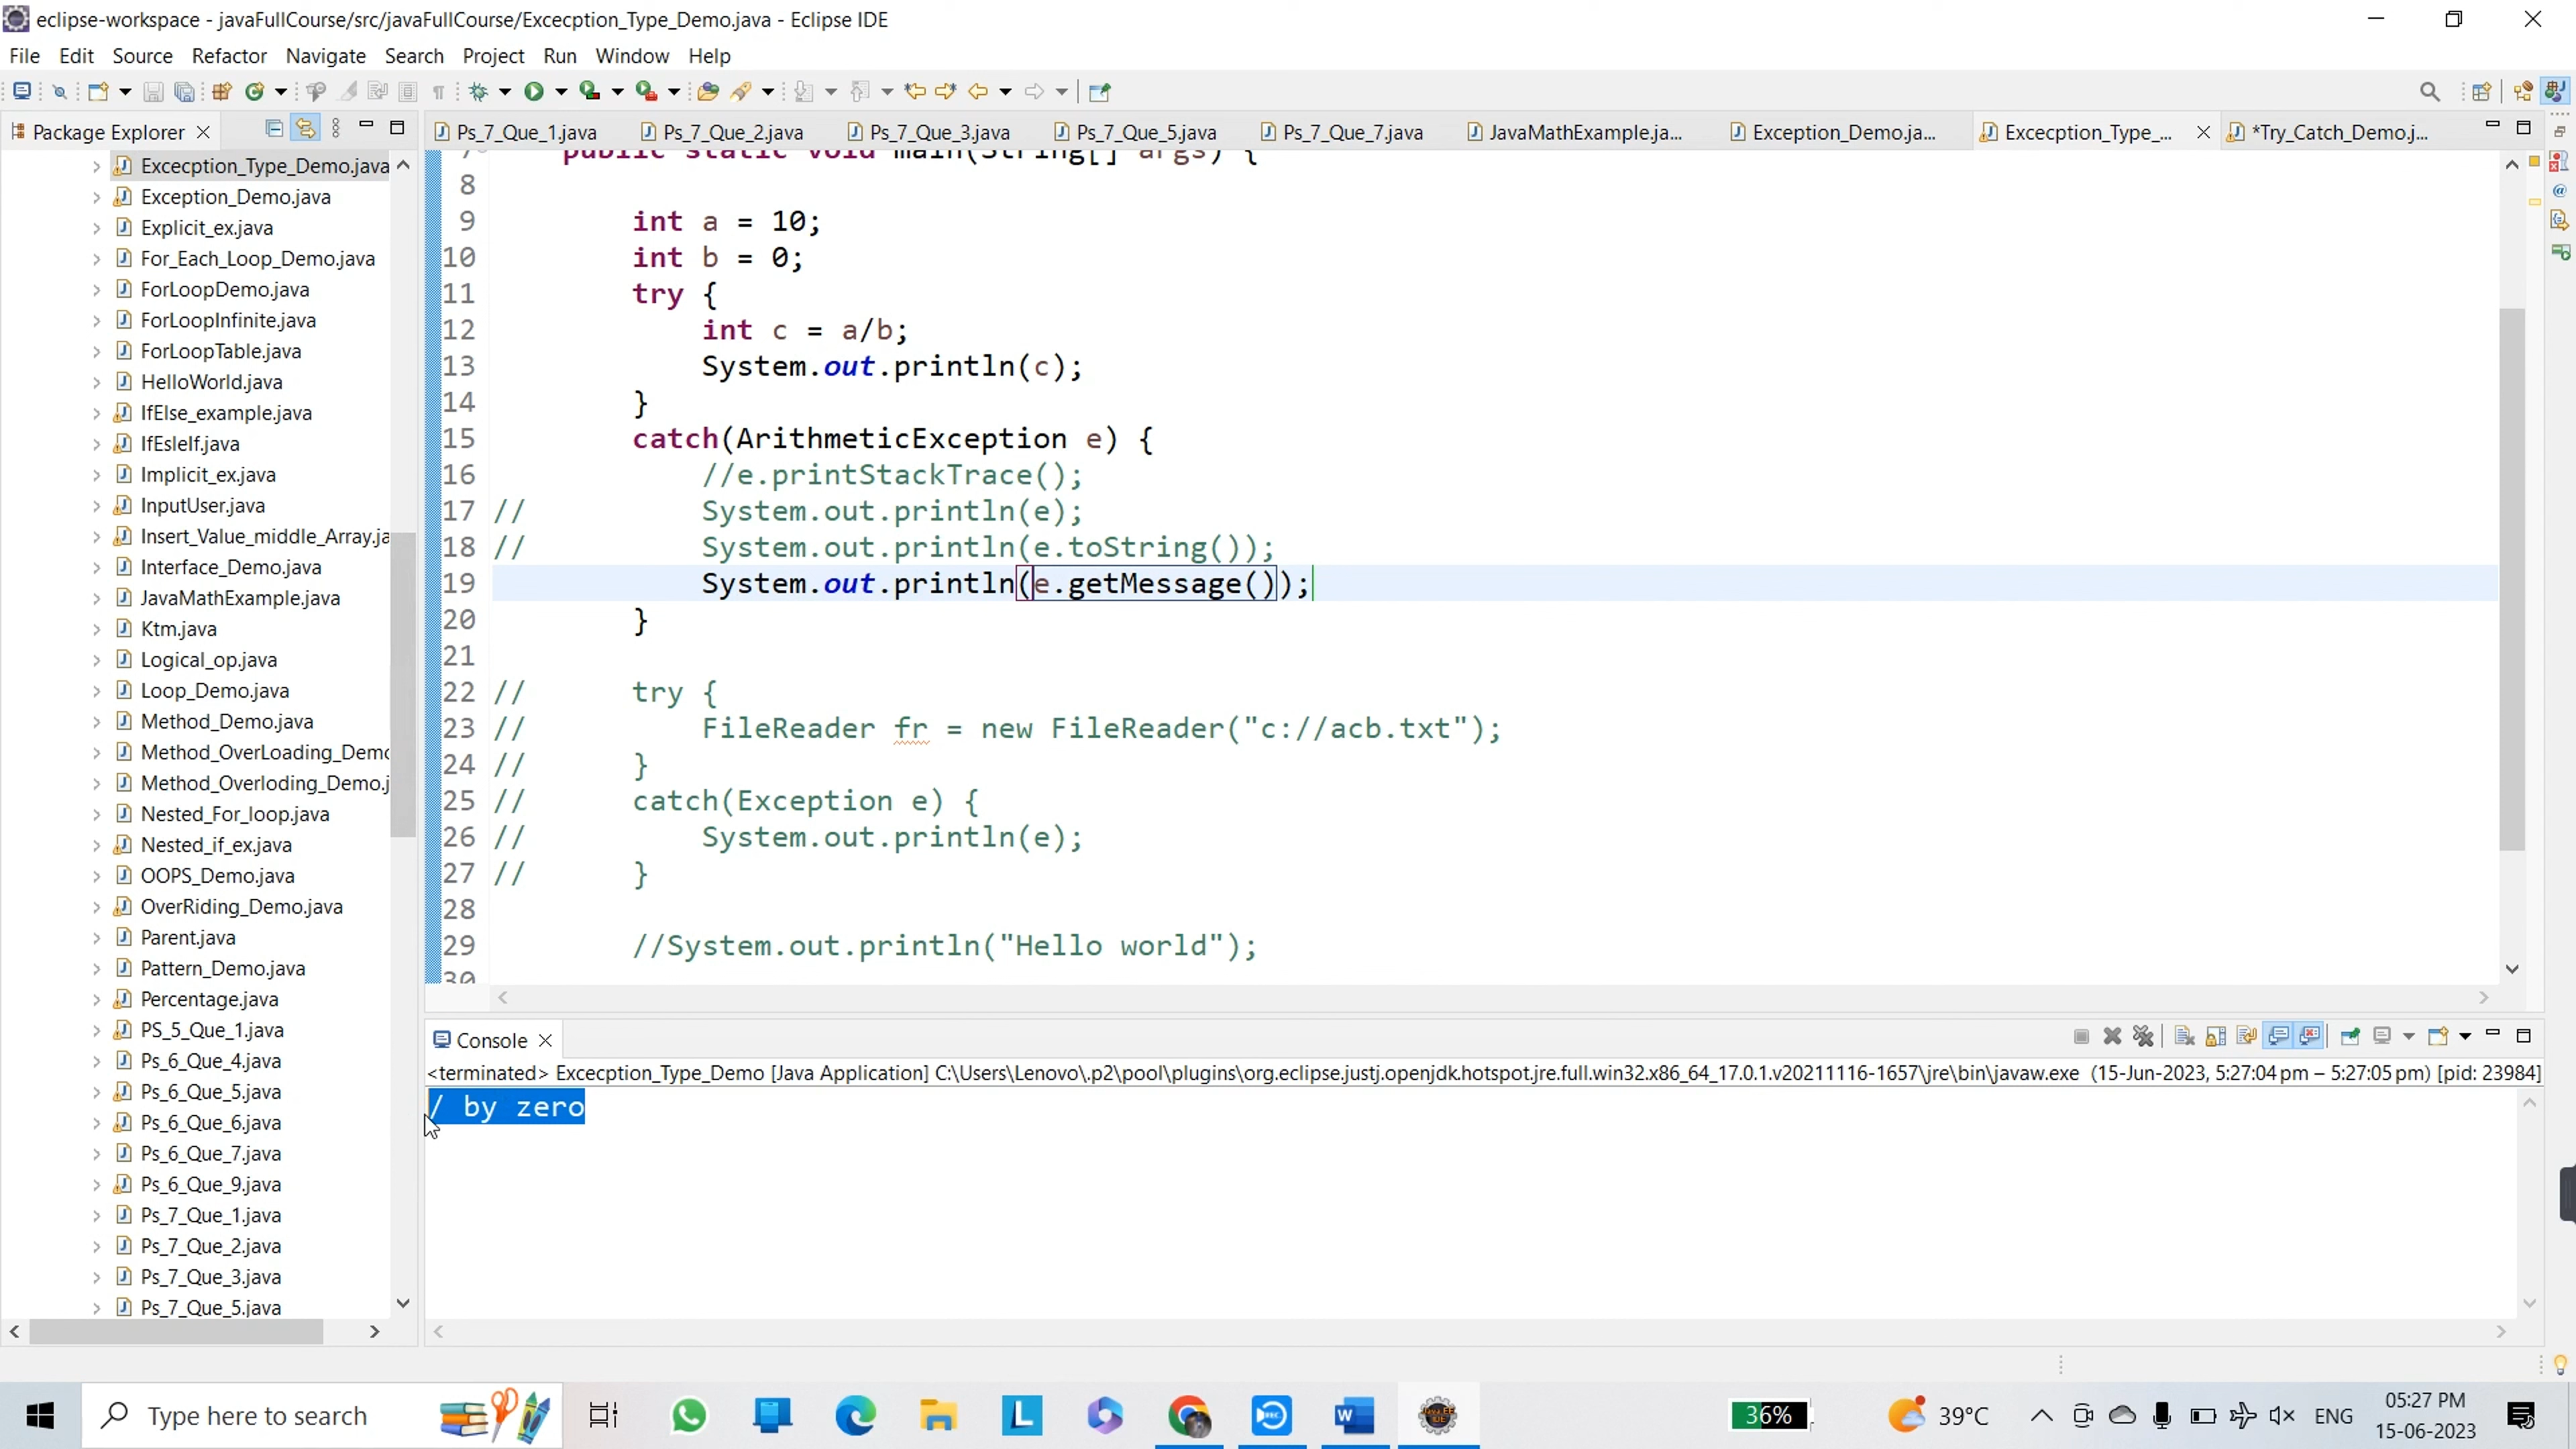 eclipse-workspace - javaFullCourse/src/javaFullCourse/Excecption_Type_Demo.java - Eclipse IDE
File Edit Source Refactor Navigate Search Project Run Window Help
Package Explorer
Excecption_Type_Demo.java
Exception_Demo.java
Explicit_ex.java
For_Each_Loop_Demo.java
ForLoopDemo.java
ForLoopInfinite.java
ForLoopTable.java
HelloWorld.java
IfElse_example.java
IfEslelf.java
Implicit_ex.java
InputUser.java
Insert_Value_middle_Array.ja
Interface_Demo.java
JavaMathExample.java
Ktm.java
Logical_op.java
Loop_Demo.java
Method_Demo.java
Method_OverLoading_Demo
Method_Overloding_Demo.j
Nested_For_loop.java
Nested_if_ex.java
OOPS_Demo.java
OverRiding_Demo.java
Parent.java
Pattern_Demo.java
Percentage.java
PS_5_Que_1.java
Ps_6_Que_4.java
Ps_6_Que_5.java
Ps_6_Que_6.java
Ps_6_Que_7.java
Ps_6_Que_9.java
Ps_7_Que_1.java
Ps_7_Que_2.java
Ps_7_Que_3.java
Ps_7_Que_5.java
Ps_7_Que_1.java Ps_7_Que_2.java Ps_7_Que_3.java Ps_7_Que_5.java Ps_7_Que_7.java JavaMathExample.ja... Exception_Demo.ja... Excecption_Type_... *Try_Catch_Demo.j...
7 public static void main(String[] args) {
8
9 int a = 10;
10 int b = 0;
11 try {
12 int c = a/b;
13 System.out.println(c);
14 }
15 catch(ArithmeticException e) {
16 //e.printStackTrace();
17 // System.out.println(e);
18 // System.out.println(e.toString());
19 System.out.println(e.getMessage());
20 }
21
22 // try {
23 // FileReader fr = new FileReader("c://acb.txt");
24 // }
25 // catch(Exception e) {
26 // System.out.println(e);
27 // }
28
29 //System.out.println("Hello world");
30
Console
<terminated> Excecption_Type_Demo [Java Application] C:\Users\Lenovo\.p2\pool\plugins\org.eclipse.justj.openjdk.hotspot.jre.full.win32.x86_64_17.0.1.v20211116-1657\jre\bin\javaw.exe (15-Jun-2023, 5:27:04 pm – 5:27:05 pm) [pid: 23984]
/ by zero
Type here to search
36%
39°C
ENG
05:27 PM
15-06-2023